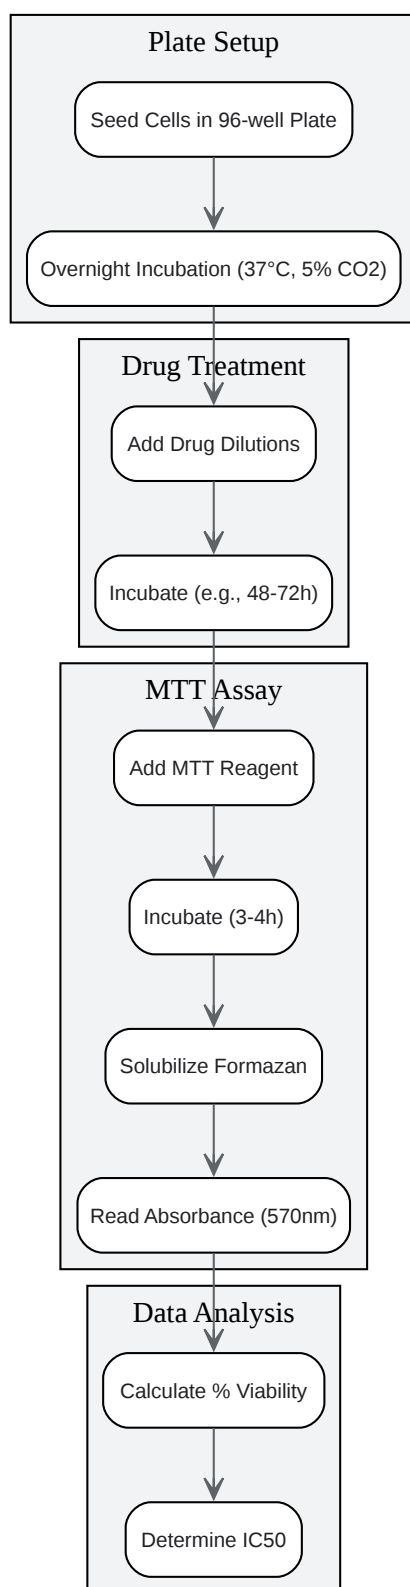 Plate Setup
Seed Cells in 96-well Plate
Overnight Incubation (37°C, 5% CO2)
Drug Treatment
Add Drug Dilutions
Incubate (e.g., 48-72h)
MTT Assay
Add MTT Reagent
Incubate (3-4h)
Solubilize Formazan
Read Absorbance (570nm)
Data Analysis
Calculate % Viability
Determine IC50